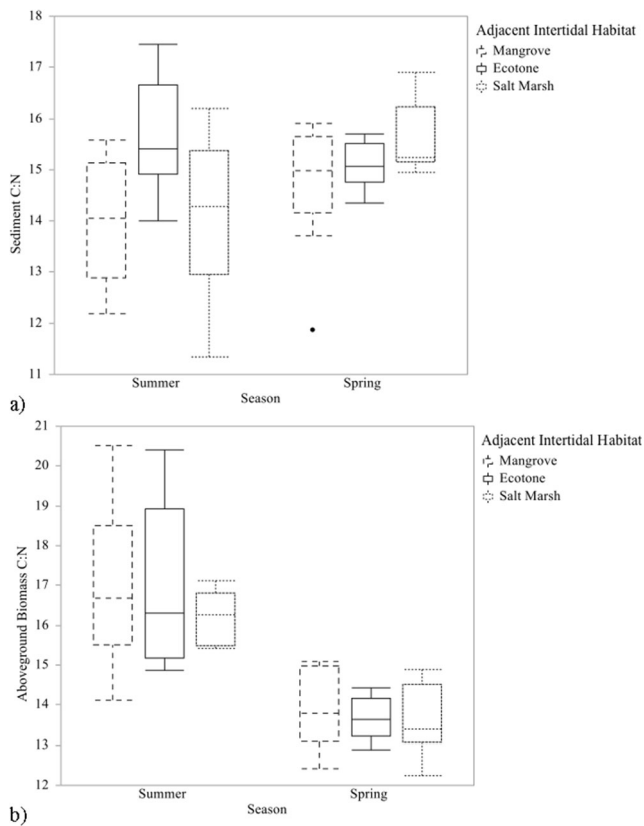 18
17
16
15
14
13
12
11
Sediment C:N
Summer
Spring
Season
Adjacent Intertidal Habitat
Mangrove
Ecotone
Salt Marsh
a)
21
20
19
18
17
16
15
14
13
12
Aboveground Biomass C:N
Summer
Spring
Season
Adjacent Intertidal Habitat
Mangrove
Ecotone
Salt Marsh
b)